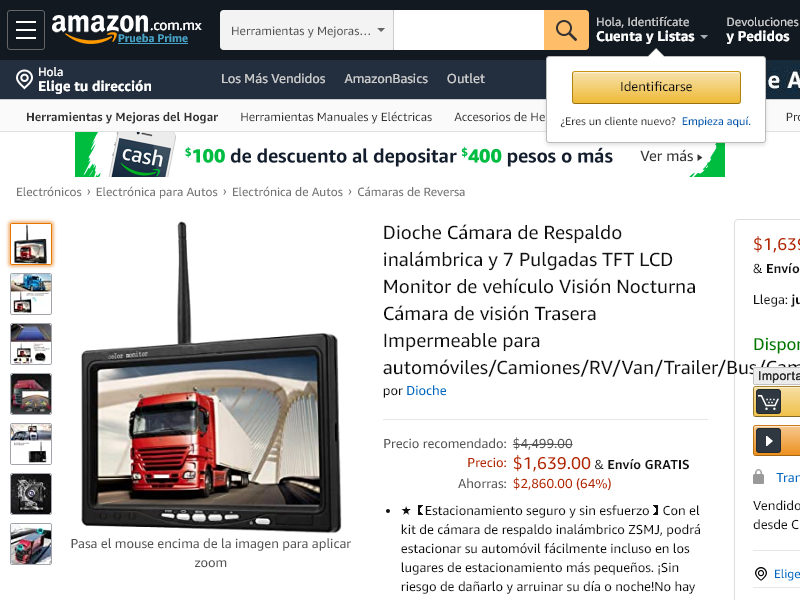 amazon.com.mx
Prueba Prime
Herramientas y Mejoras...
Hola, Identifícate
Cuenta y Listas
Devoluciones
y Pedidos
Hola
Elige tu dirección
Los Más Vendidos
AmazonBasics
Outlet
Identificarse
¿Eres un cliente nuevo? Empieza aquí.
Herramientas y Mejoras del Hogar
Herramientas Manuales y Eléctricas
Accesorios de He
cash
$100 de descuento al depositar $400 pesos o más
Ver más
Electrónicos › Electrónica para Autos › Electrónica de Autos › Cámaras de Reversa
color monitor
Pasa el mouse encima de la imagen para aplicar
zoom
Dioche Cámara de Respaldo
inalámbrica y 7 Pulgadas TFT LCD
Monitor de vehículo Visión Nocturna
Cámara de visión Trasera
Impermeable para
automóviles/Camiones/RV/Van/Trailer/Bus/Cam
por Dioche
Precio recomendado: $4,499.00
Precio: $1,639.00 & Envío GRATIS
Ahorras: $2,860.00 (64%)
• ★【Estacionamiento seguro y sin esfuerzo】Con el
kit de cámara de respaldo inalámbrico ZSMJ, podrá
estacionar su automóvil fácilmente incluso en los
lugares de estacionamiento más pequeños. ¡Sin
riesgo de dañarlo y arruinar su día o noche!No hay
$1,639
& Envío
Llega: ju
Dispon
Importa
Tran
Vendido
desde C
Elige